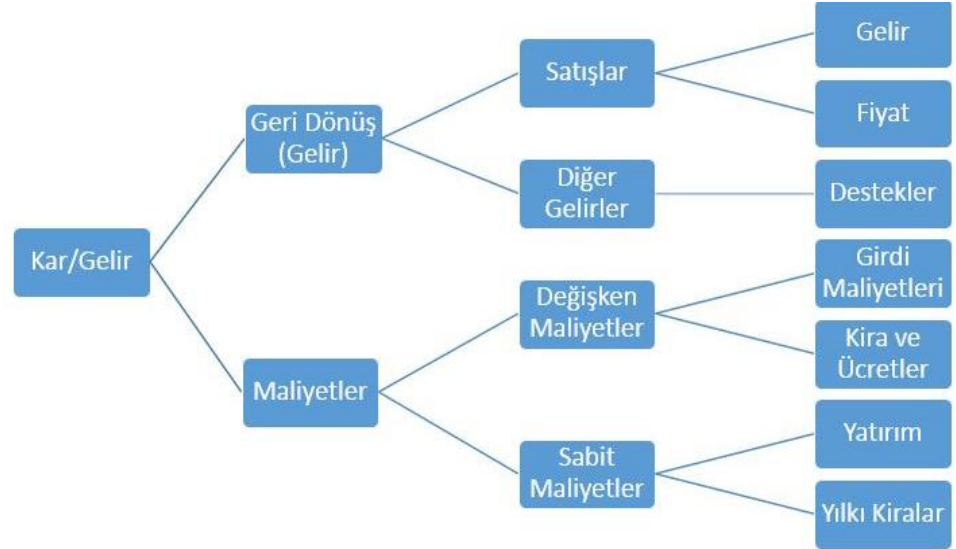 Kar/Gelir
Geri Dönüş
(Gelir)
Maliyetler
Satışlar
Diğer
Gelirler
Değişken
Maliyetler
Sabit
Maliyetler
Gelir
Fiyat
Destekler
Girdi
Maliyetleri
Kira ve
Ücretler
Yatırım
Yılkı Kiralar